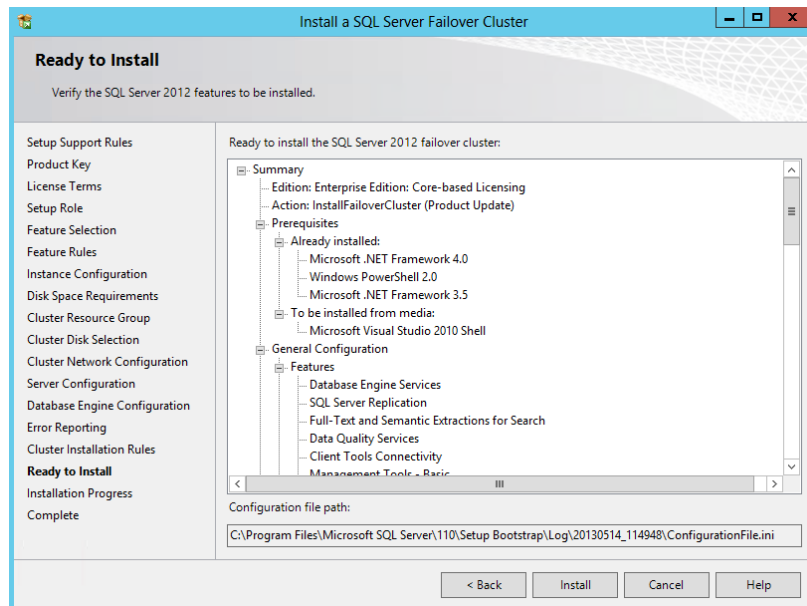 Install a SQL Server Failover Cluster
Ready to Install
Verify the SQL Server 2012 features to be installed.
Setup Support Rules
Product Key
License Terms
Setup Role
Feature Selection
Feature Rules
Instance Configuration
Disk Space Requirements
Cluster Resource Group
Cluster Disk Selection
Cluster Network Configuration
Server Configuration
Database Engine Configuration
Error Reporting
Cluster Installation Rules
Ready to Install
Installation Progress
Complete
Ready to install the SQL Server 2012 failover cluster:
Summary
Edition: Enterprise Edition: Core-based Licensing
Action: InstallFailoverCluster (Product Update)
Prerequisites
Already installed:
Microsoft .NET Framework 4.0
Windows PowerShell 2.0
Microsoft .NET Framework 3.5
To be installed from media:
Microsoft Visual Studio 2010 Shell
General Configuration
Features
Database Engine Services
SQL Server Replication
Full-Text and Semantic Extractions for Search
Data Quality Services
Client Tools Connectivity
Management Tools - Basic
Configuration file path:
C:\Program Files\Microsoft SQL Server\110\Setup Bootstrap\Log\20130514_114948\ConfigurationFile.ini
< Back Install Cancel Help